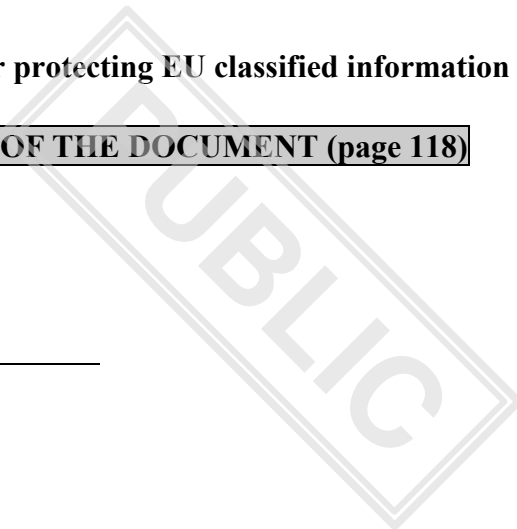 r protecting EU classified information
OF THE DOCUMENT (page 118)
PUBLIC